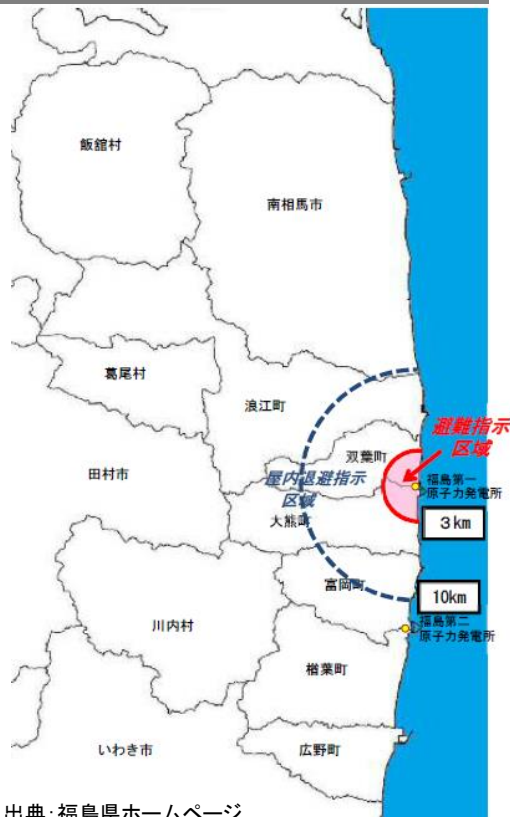 飯舘村
南相馬市
葛尾村
浪江町
避難指示
区域
双葉町
田村市
屋内退避指示
区域
福島第一
原子力発電所
大熊町
3km
富岡町
10km
川内村
福島第二
原子力発電所
楢葉町
いわき市
広野町
出典:福島県ホームページ